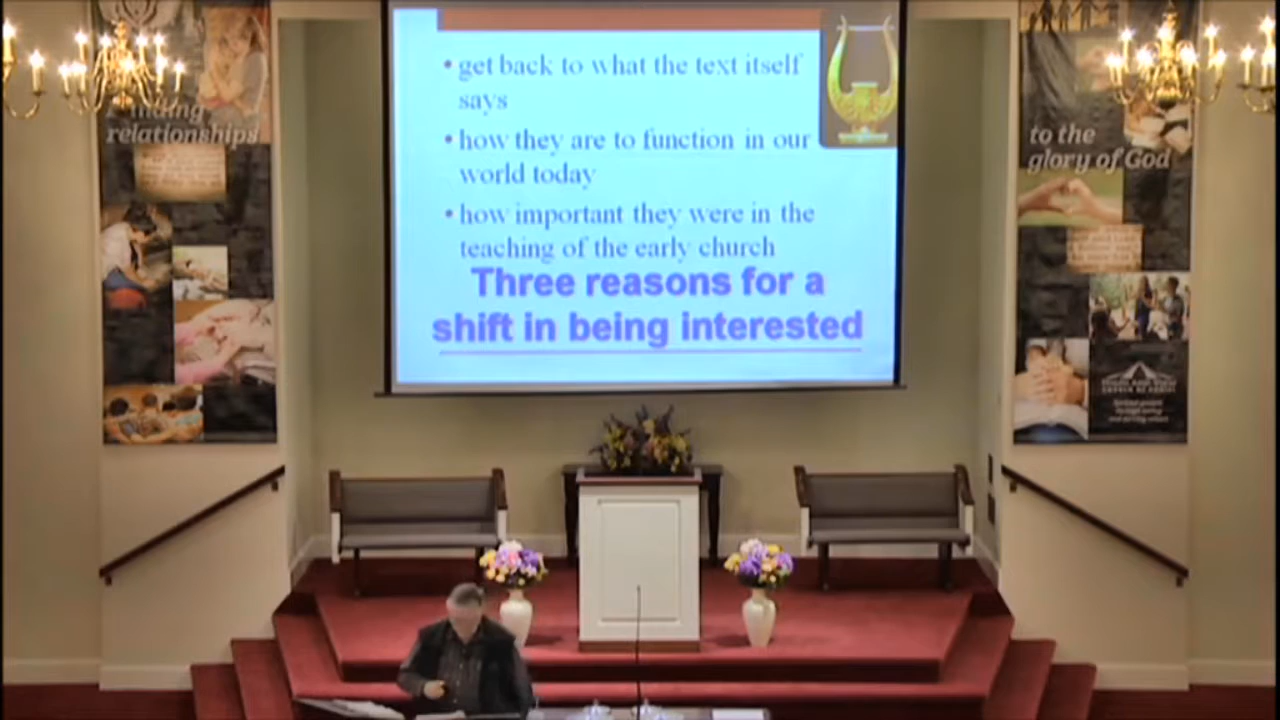 relationships
• get back to what the text itself
says
• how they are to function in our
world today
• how important they were in the
teaching of the early church
Three reasons for a
shift in being interested
to the
glory of God